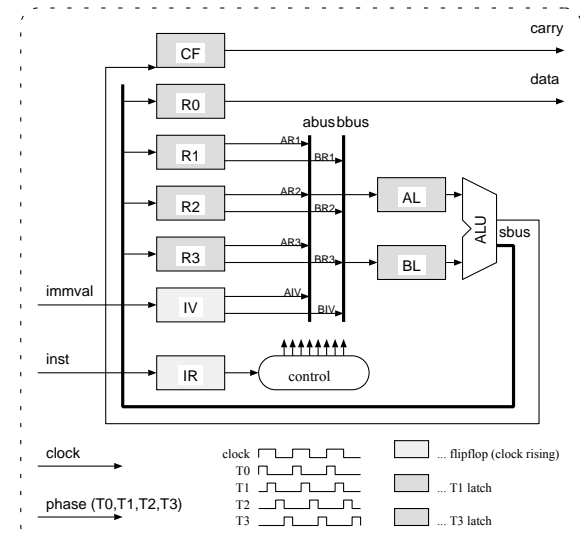 carry
CF
data
R0
abus bbus
AR1
R1
BR1
AR2
R2
BR2
AL
ALU
sbus
AR3
R3
BR3
BL
immval
AIV
IV
BIV
inst
IR
control
clock
phase (T0,T1,T2,T3)
clock
T0
T1
T2
T3
... flipflop (clock rising)
... T1 latch
... T3 latch